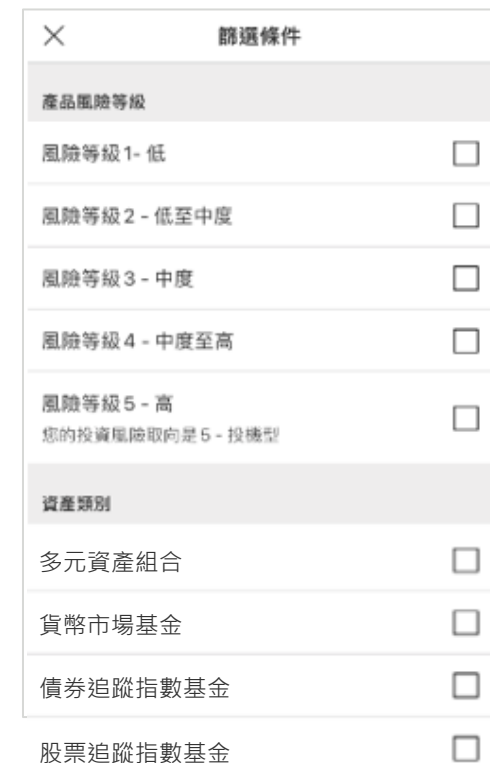 篩選條件
產品風險等級
風險等級1- 低
風險等級2 - 低至中度
風險等級3 - 中度
風險等級4 - 中度至高
風險等級5 - 高
您的投資風險取向是5 - 投機型
資產類別
多元資產組合
貨幣市場基金
債券追蹤指數基金
股票追蹤指數基金